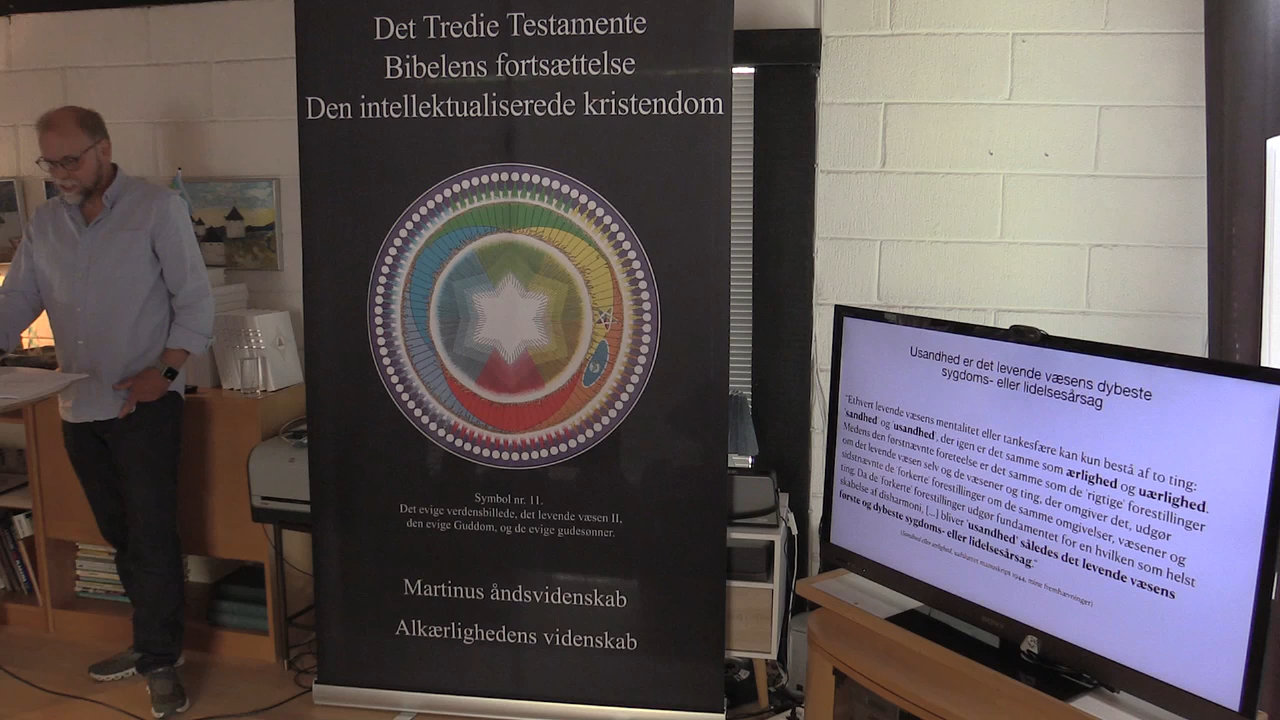 Det Tredie Testamente
Bibelens fortsættelse
Den intellektualiserede kristendom
Symbol nr. 11.
Det evige verdensbillede, det levende væsen II,
den evige Guddom, og de evige gudesønner.
Martinus åndsvidenskab
Alkærlighedens videnskab
Usandhed er det levende væsens dybeste
sygdoms- eller lidelsesårsag
"Ethvert levende væsens mentalitet eller tankesfære kan kun bestå af to ting:
'sandhed' og 'usandhed', der igen er det samme som ærlighed og uærlighed.
Medens den førstnævnte foreteelse er det samme som de 'rigtige' forestillinger
om det levende væsen selv og de væsener og ting, der omgiver det, udgør
sidstnævnte de 'forkerte' forestillinger om de samme omgivelser, væsener og
ting. Da de 'forkerte' forestillinger udgør fundamentet for en hvilken som helst
skabelse af disharmoni, [...] bliver 'usandhed' således det levende væsens
første og dybeste sygdoms- eller lidelsesårsag."
manuskript 1944, mine fremhævninger)